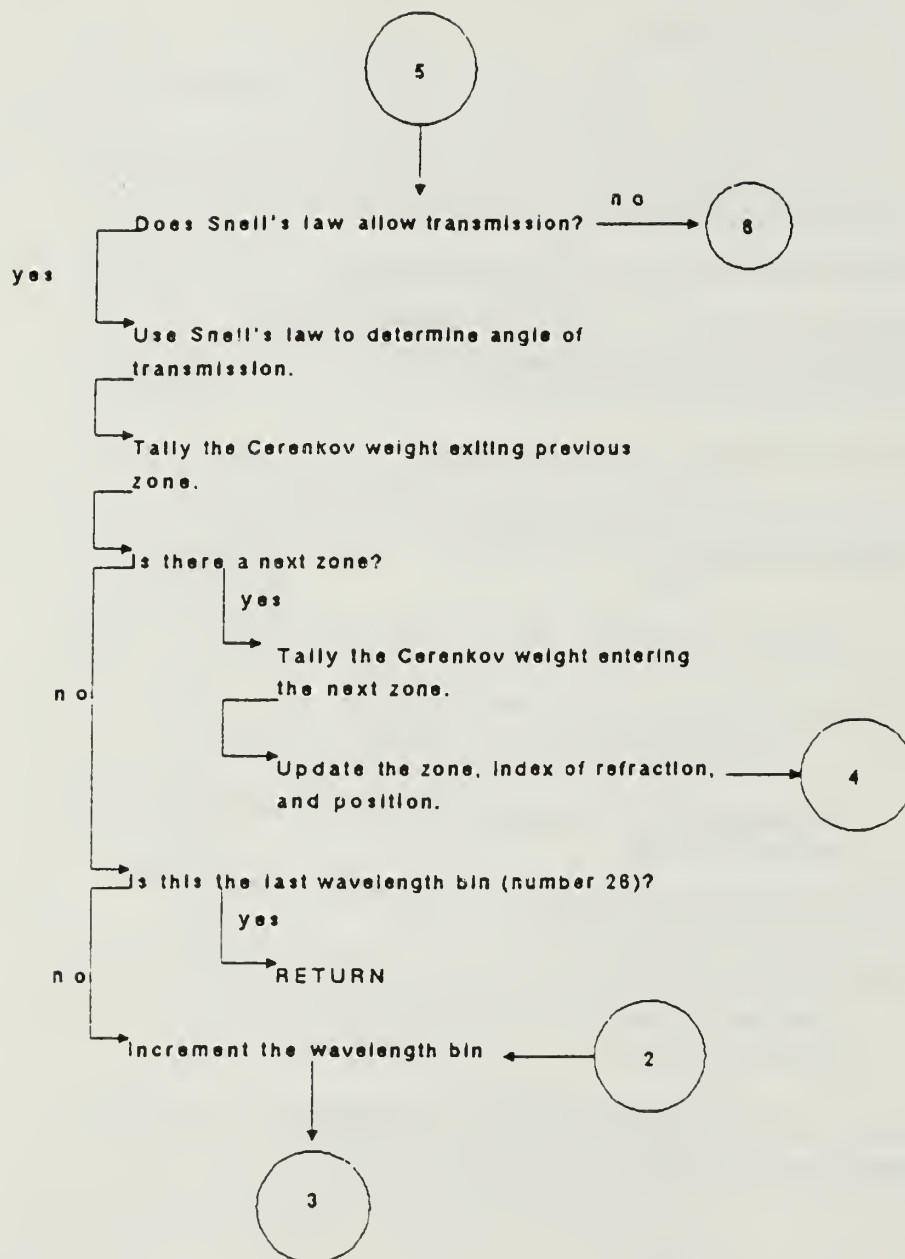 5
Does Snell's law allow transmission?
no
6
yes
Use Snell's law to determine angle of
transmission.
Tally the Cerenkov weight exiting previous
zone.
Is there a next zone?
yes
Tally the Cerenkov weight entering
the next zone.
no
Update the zone, index of refraction,
and position.
4
Is this the last wavelength bin (number 26)?
yes
no
RETURN
Increment the wavelength bin
2
3